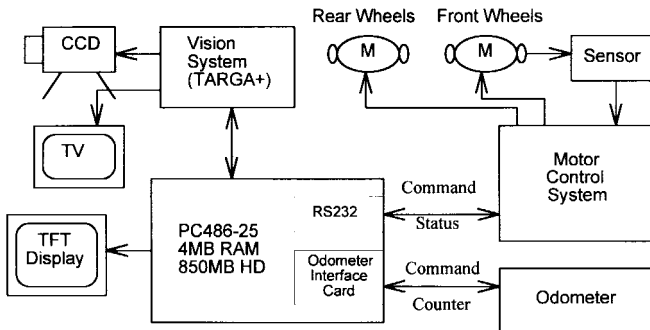 Rear Wheels
Front Wheels
CCD
Vision
System
(TARGA+)
M
M
Sensor
TV
Motor
Control
System
PC486-25
4MB RAM
850MB HD
RS232
Command
Status
TFT
Display
Odometer
Interface
Card
Command
Counter
Odometer